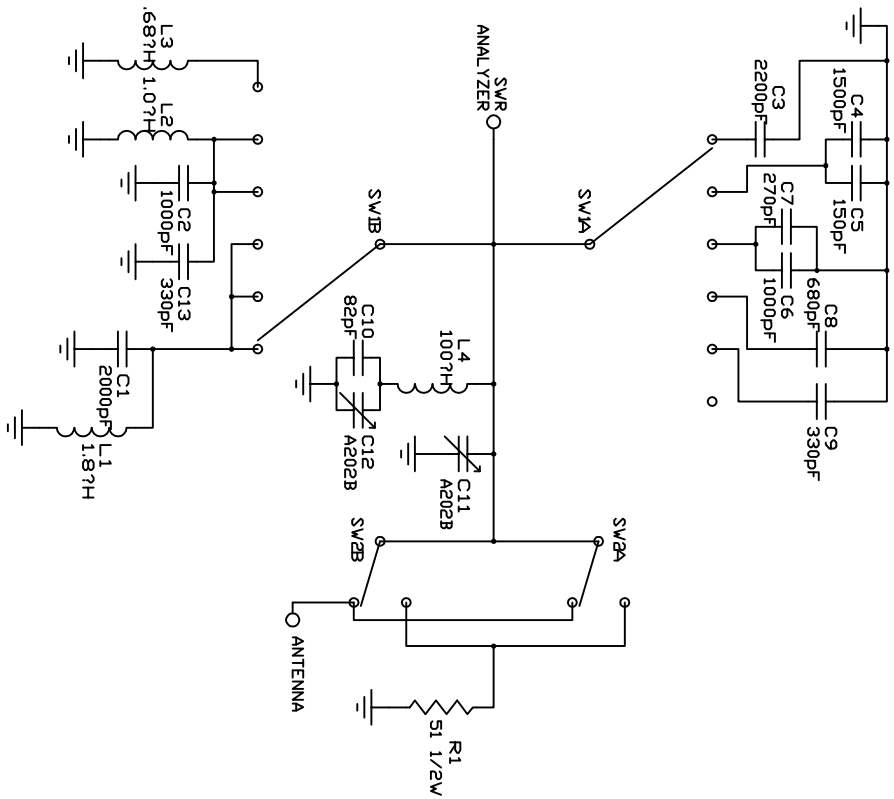 L3
.68?H
L2
1.0?H
C2
1000pF
C13
330pF
C1
2000pF
L1
1.8?H
SWR
ANALYZER
SW1B
SW1A
C3
2200pF
C4
1500pF
C5
150pF
C7
270pF
C6
1000pF
C8
680pF
C9
330pF
C10
82pF
L4
100?H
C12
A202B
C11
A202B
SW2B
SW2A
ANTENNA
R1
51 1/2W